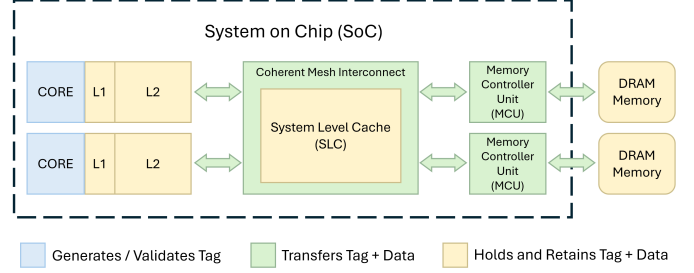 System on Chip (SoC)
CORE
L1
L2
Coherent Mesh Interconnect
System Level Cache
(SLC)
Memory
Controller
Unit
(MCU)
DRAM
Memory
CORE
L1
L2
Memory
Controller
Unit
(MCU)
DRAM
Memory
Generates / Validates Tag
Transfers Tag + Data
Holds and Retains Tag + Data